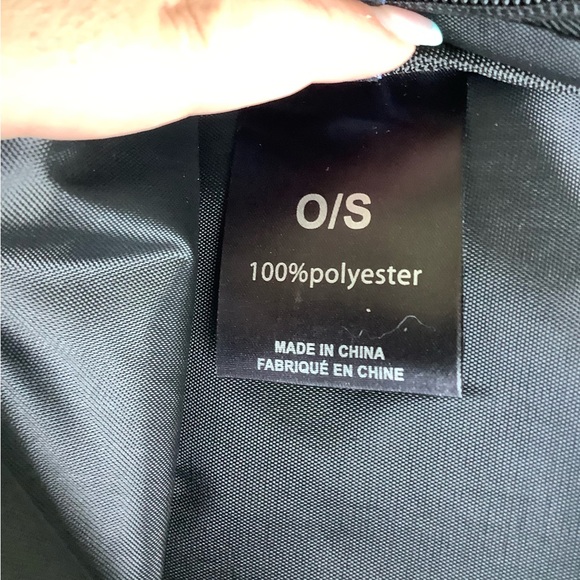 O/S
100%polyester
MADE IN CHINA
FABRIQUÉ EN CHINE